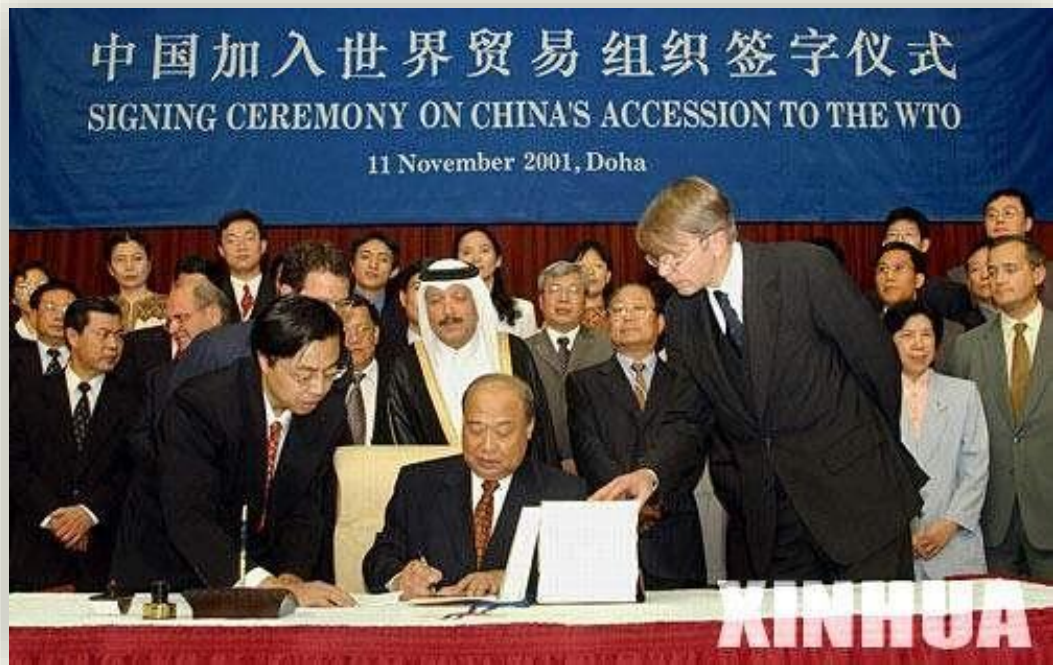 中国加入世界贸易组织签字仪式
SIGNING CEREMONY ON CHINA'S ACCESSION TO THE WTO
11 November 2001, Doha
XINHUA